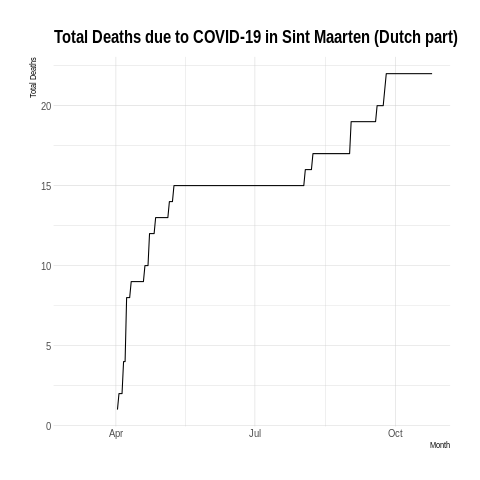 Total Deaths due to COVID-19 in Sint Maarten (Dutch part)
Total Deaths
20
15
10
5
0
Apr Jul Oct
Month